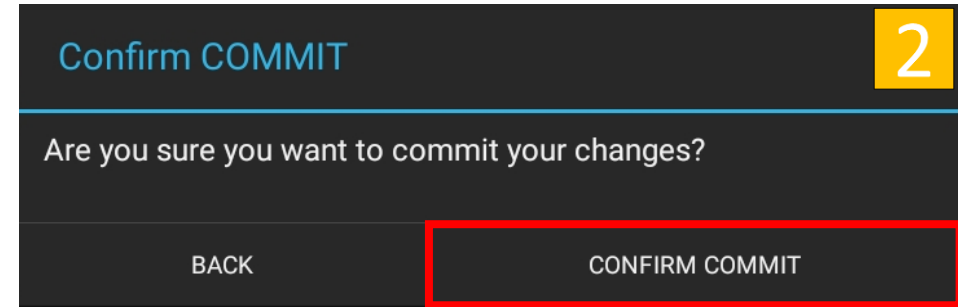 Confirm COMMIT
2
Are you sure you want to commit your changes?
BACK
CONFIRM COMMIT